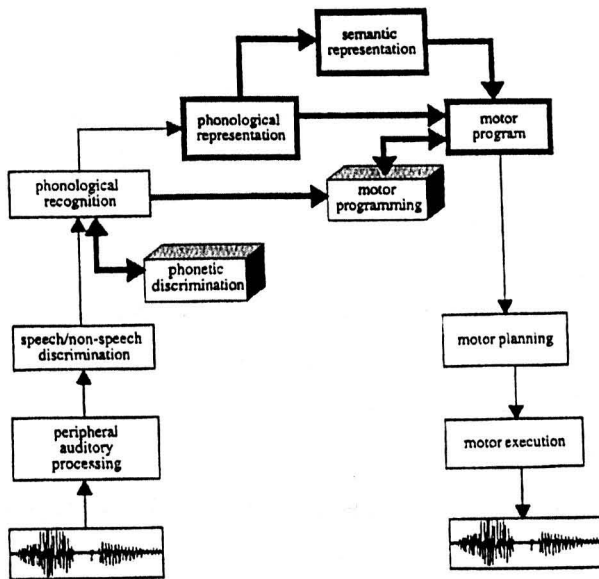 semantic
representation
phonological
representation
motor
program
phonological
recognition
motor
programming
phonetic
discrimination
speech/non-speech
discrimination
motor planning
peripheral
auditory
processing
motor execution